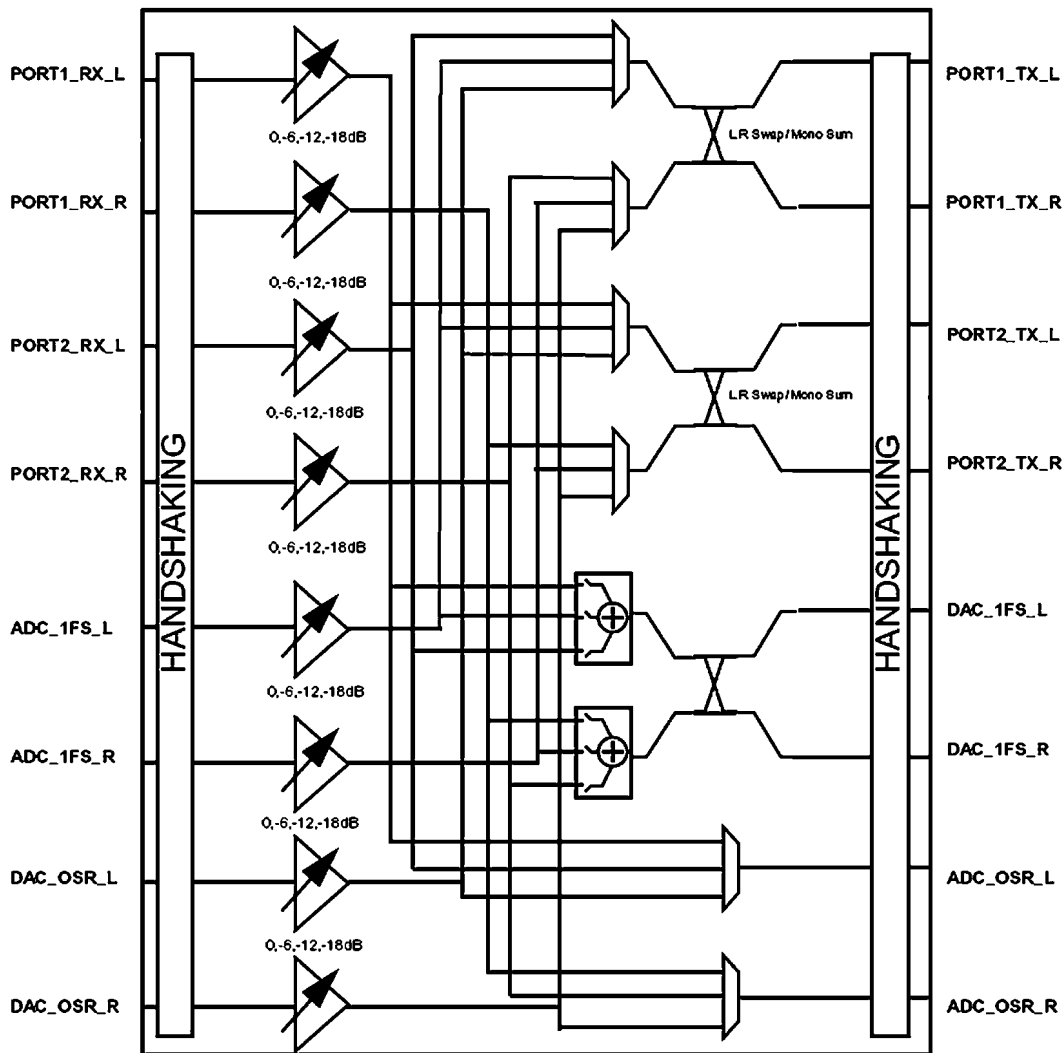 PORT1_RX_L
PORT1_RX_R
PORT2_RX_L
PORT2_RX_R
ADC_1FS_L
ADC_1FS_R
DAC_OSR_L
DAC_OSR_R
HANDSHAKING
0,-6,-12,-18dB
0,-6,-12,-18dB
0,-6,-12,-18dB
0,-6,-12,-18dB
0,-6,-12,-18dB
0,-6,-12,-18dB
0,-6,-12,-18dB
LR Swap/Mono Sum
LR Swap/Mono Sum
HANDSHAKING
PORT1_TX_L
PORT1_TX_R
PORT2_TX_L
PORT2_TX_R
DAC_1FS_L
DAC_1FS_R
ADC_OSR_L
ADC_OSR_R